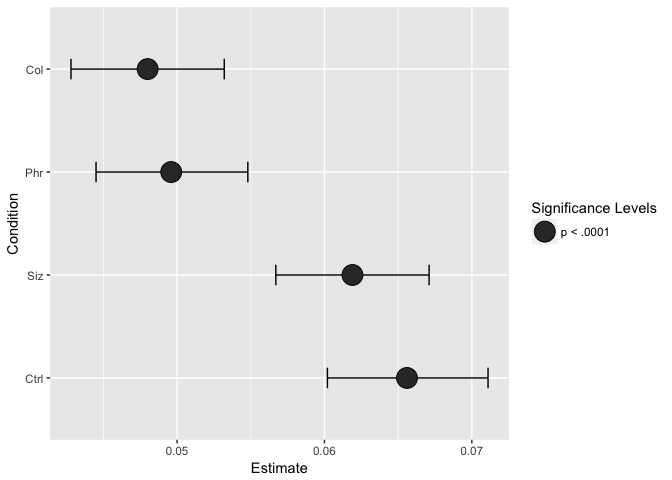 Col
Phr
Siz
Ctrl
Condition
0.05 0.06 0.07
Estimate
Significance Levels
p < .0001